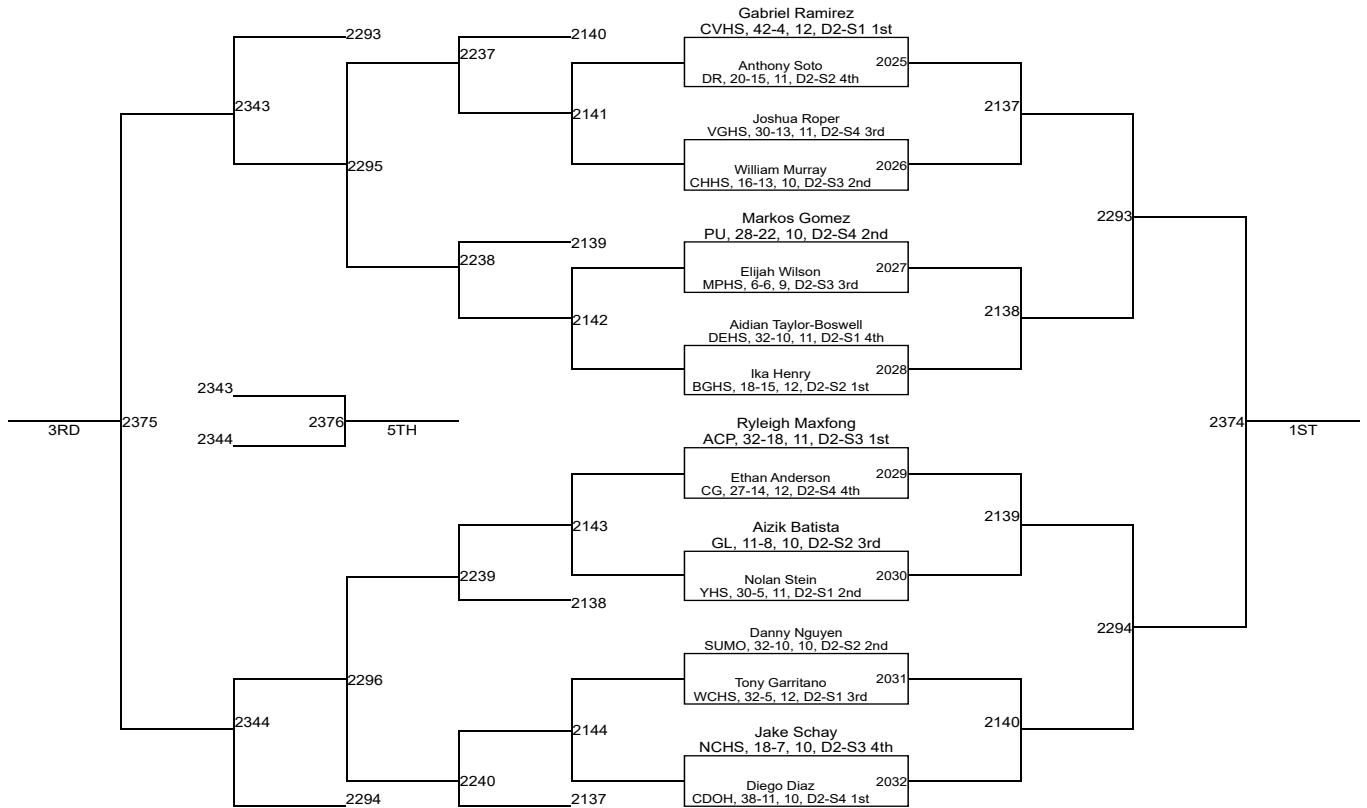 2293
2343
2295
2237
2140
2141
2238
2139
2142
2343
2344
2376
5TH
3RD
2375
2143
2239
2138
2296
2344
2294
2144
2240
2137
Gabriel Ramirez
CVHS, 42-4, 12, D2-S1 1st
Anthony Soto
DR, 20-15, 11, D2-S2 4th
2025
Joshua Roper
VGHS, 30-13, 11, D2-S4 3rd
William Murray
CHHS, 16-13, 10, D2-S3 2nd
2026
Markos Gomez
PU, 28-22, 10, D2-S4 2nd
Elijah Wilson
MPHS, 6-6, 9, D2-S3 3rd
2027
Aidian Taylor-Boswell
DEHS, 32-10, 11, D2-S1 4th
Ika Henry
BGHS, 18-15, 12, D2-S2 1st
2028
Ryleigh Maxfong
ACP, 32-18, 11, D2-S3 1st
Ethan Anderson
CG, 27-14, 12, D2-S4 4th
2029
Aizik Batista
GL, 11-8, 10, D2-S2 3rd
Nolan Stein
YHS, 30-5, 11, D2-S1 2nd
2030
Danny Nguyen
SUMO, 32-10, 10, D2-S2 2nd
Tony Garritano
WCHS, 32-5, 12, D2-S1 3rd
2031
Jake Schay
NCHS, 18-7, 10, D2-S3 4th
Diego Diaz
CDOH, 38-11, 10, D2-S4 1st
2032
2137
2293
2138
2374
1ST
2139
2294
2140